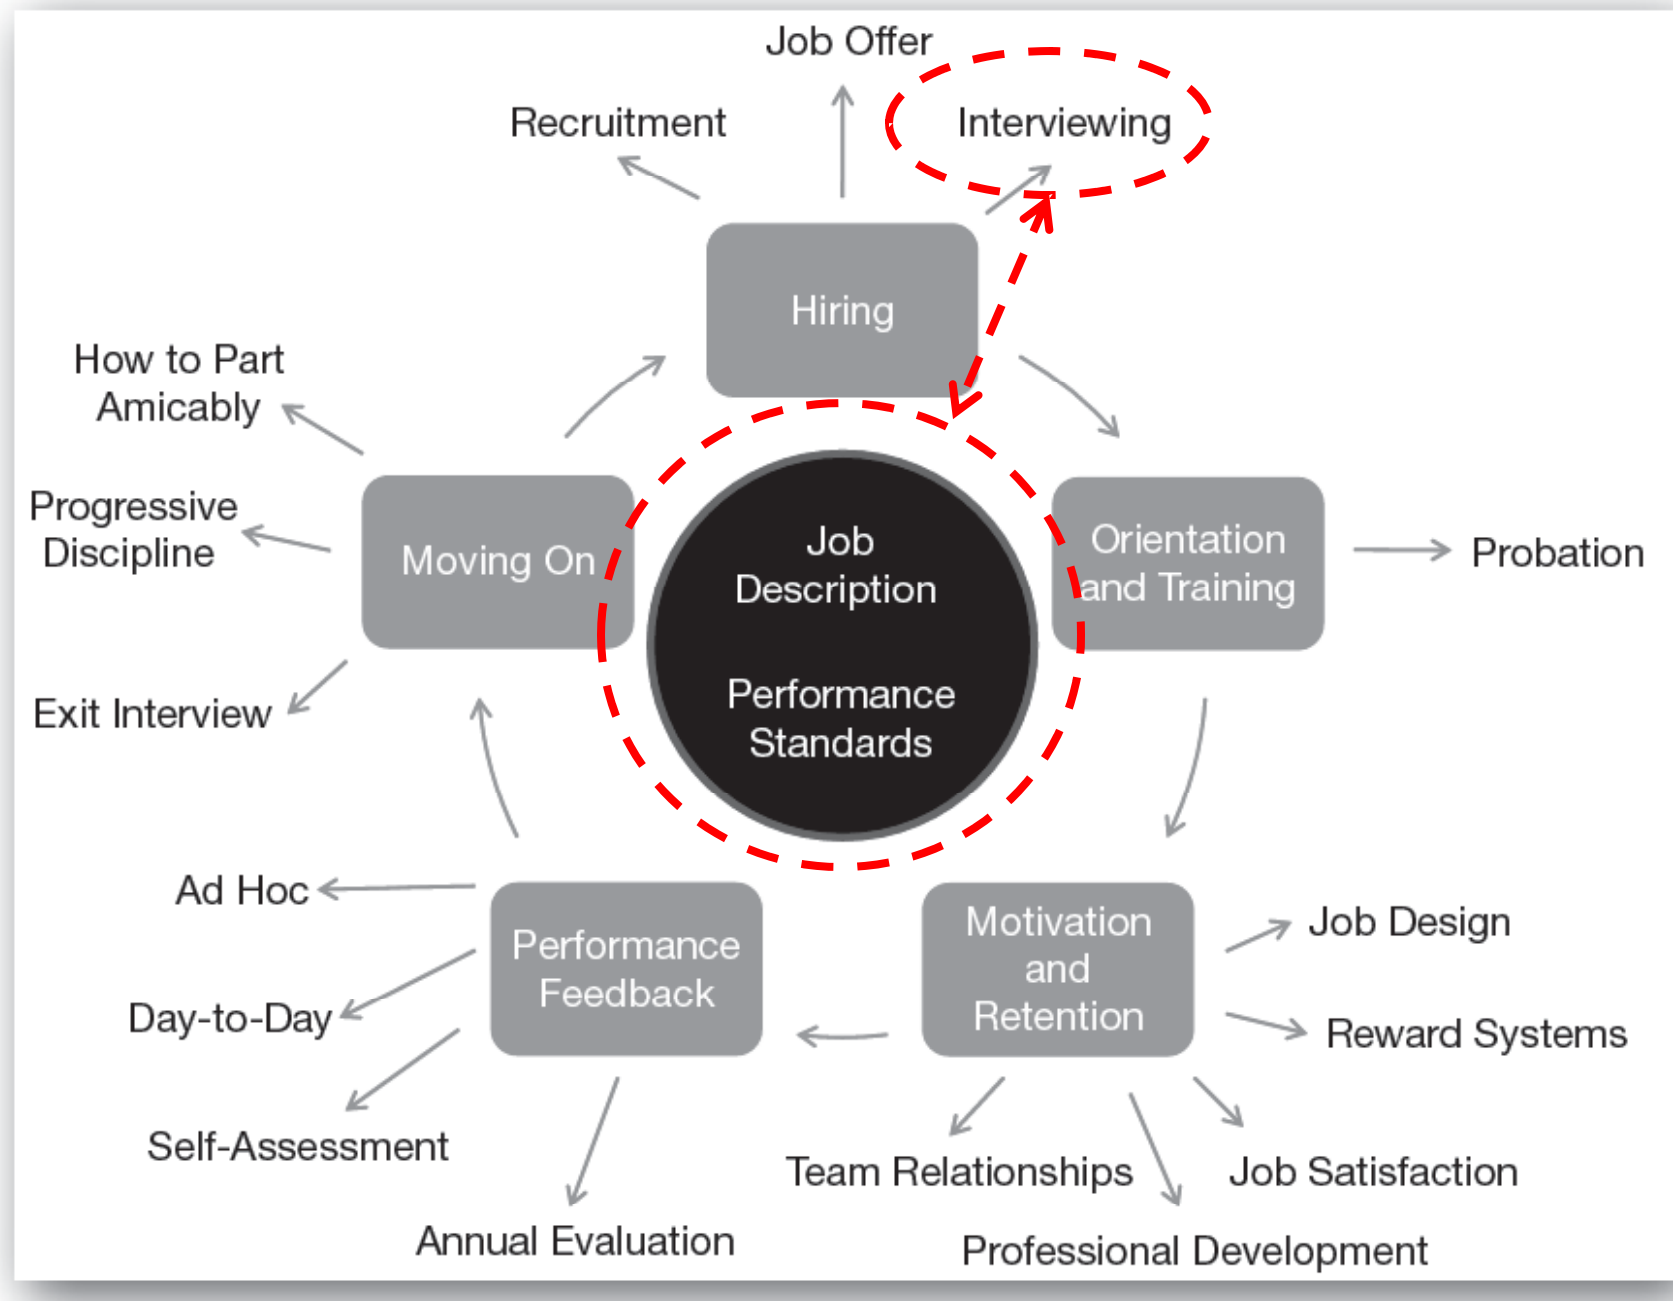 Job Offer
Recruitment
Interviewing
Hiring
How to Part
Amicably
Progressive
Discipline
Moving On
Exit Interview
Job
Description
Performance
Standards
Orientation
and Training
Probation
Ad Hoc
Day-to-Day
Self-Assessment
Performance
Feedback
Annual Evaluation
Motivation
and
Retention
Job Design
Reward Systems
Team Relationships
Job Satisfaction
Professional Development